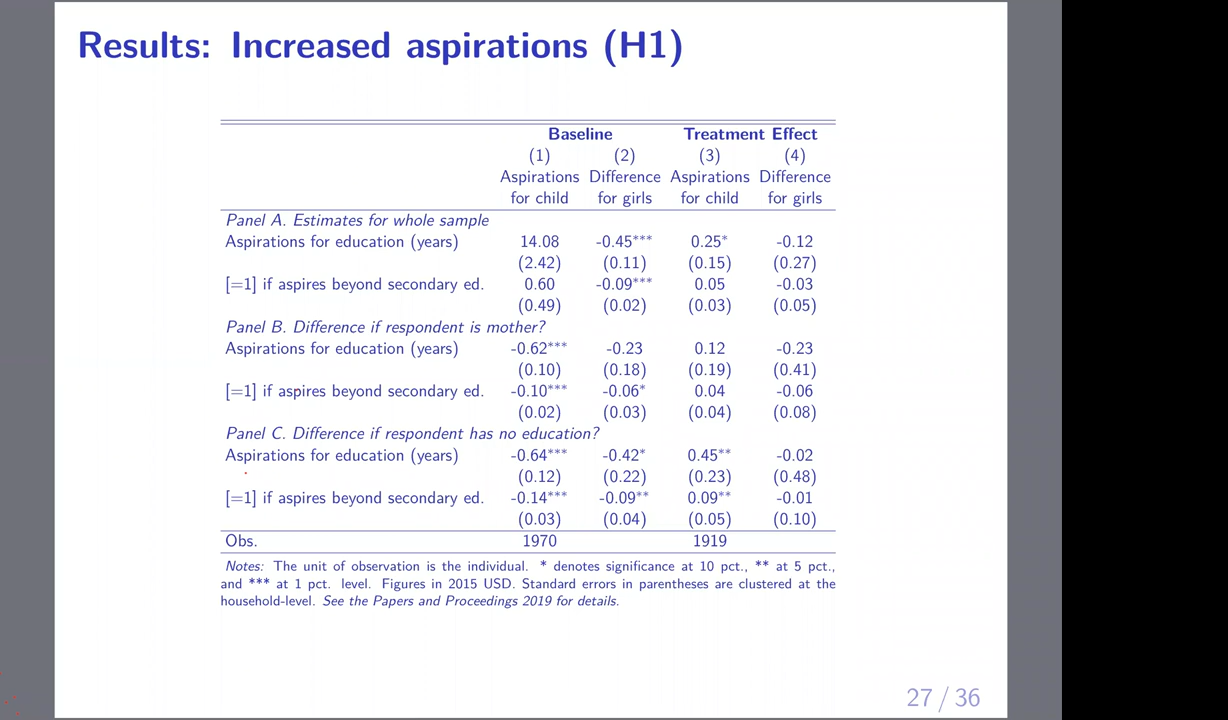 Results: Increased aspirations (H1)
Baseline Treatment Effect
(1) (2) (3) (4)
Aspirations Difference Aspirations Difference
for child for girls for child for girls
Panel A. Estimates for whole sample
Aspirations for education (years) 14.08 -0.45*** 0.25* -0.12
(2.42) (0.11) (0.15) (0.27)
[=1] if aspires beyond secondary ed. 0.60 -0.09*** 0.05 -0.03
(0.49) (0.02) (0.03) (0.05)
Panel B. Difference if respondent is mother?
Aspirations for education (years) -0.62*** -0.23 0.12 -0.23
(0.10) (0.18) (0.19) (0.41)
[=1] if aspires beyond secondary ed. -0.10*** -0.06* 0.04 -0.06
(0.02) (0.03) (0.04) (0.08)
Panel C. Difference if respondent has no education?
Aspirations for education (years) -0.64*** -0.42* 0.45** -0.02
(0.12) (0.22) (0.23) (0.48)
[=1] if aspires beyond secondary ed. -0.14*** -0.09** 0.09** -0.01
(0.03) (0.04) (0.05) (0.10)
Obs. 1970 1919
Notes: The unit of observation is the individual. * denotes significance at 10 pct., ** at 5 pct.,
and *** at 1 pct. level. Figures in 2015 USD. Standard errors in parentheses are clustered at the
household-level. See the Papers and Proceedings 2019 for details.
27 / 36